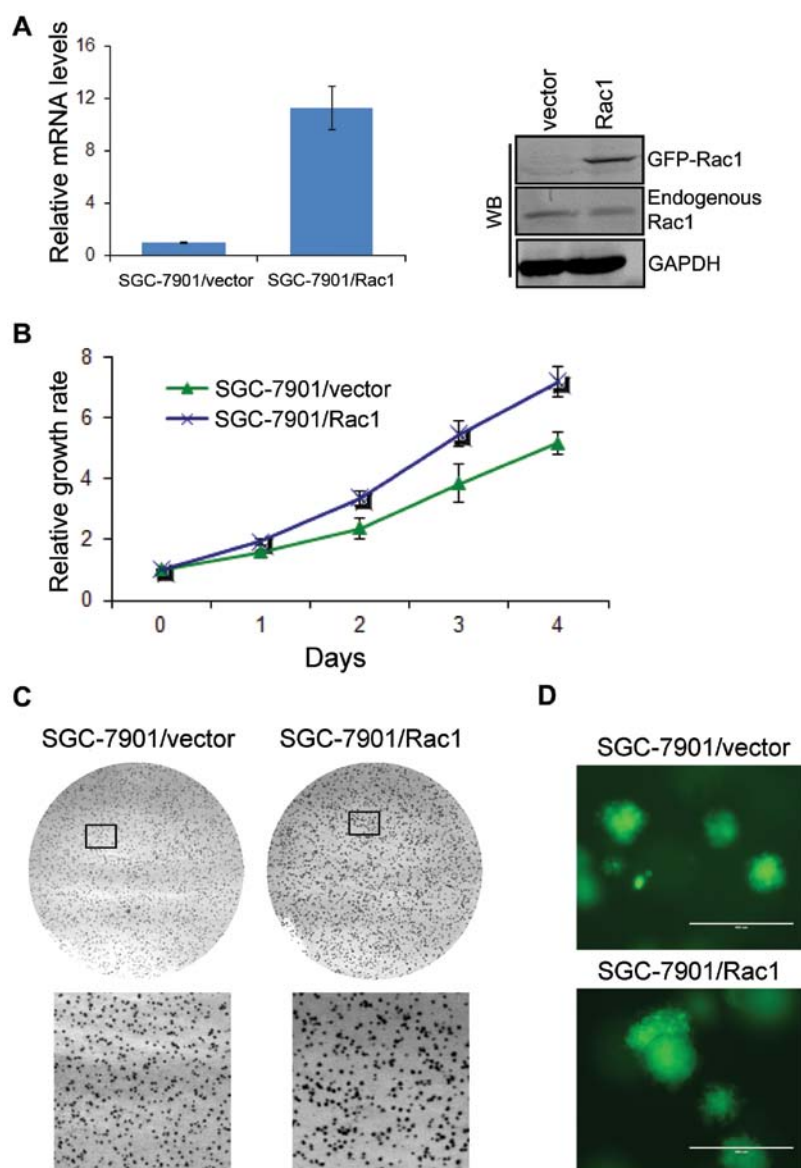 A
Relative mRNA levels
16
12
8
4
0
SGC-7901/vector
SGC-7901/Rac1
vector
Rac1
WB
GFP-Rac1
Endogenous
Rac1
GAPDH
B
Relative growth rate
8
6
4
2
0
SGC-7901/vector
SGC-7901/Rac1
0
1
2
3
4
Days
C
SGC-7901/vector
SGC-7901/Rac1
D
SGC-7901/vector
SGC-7901/Rac1